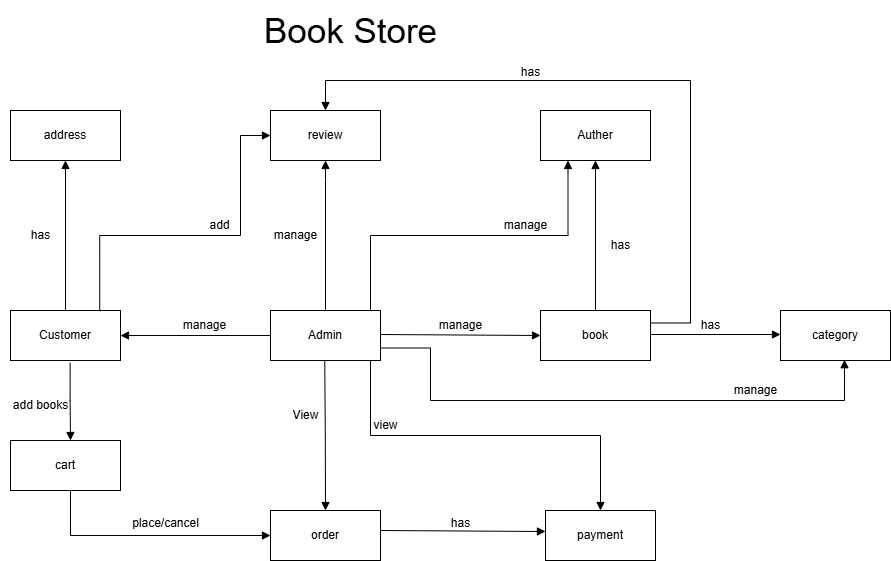 Book Store
has
address
review
Auther
add
manage
manage
has
has
Customer
manage
Admin
manage
book
has
category
manage
add books
View
view
cart
place/cancel
order
has
payment